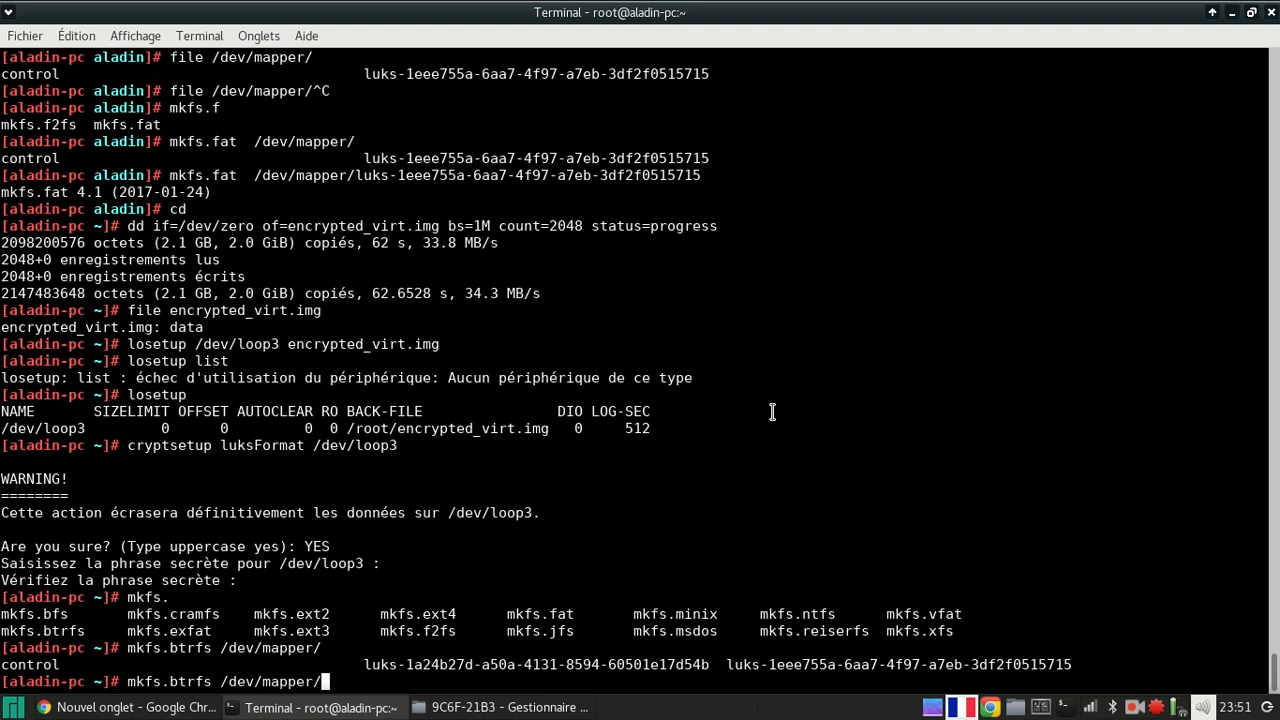 Terminal - root@aladin-pc:~
Fichier Édition Affichage Terminal Onglets Aide
[aladin-pc aladin]# file /dev/mapper/
control luks-1eee755a-6aa7-4f97-a7eb-3df2f0515715
[aladin-pc aladin]# file /dev/mapper/^C
[aladin-pc aladin]# mkfs.f
mkfs.f2fs mkfs.fat
[aladin-pc aladin]# mkfs.fat /dev/mapper/
control luks-1eee755a-6aa7-4f97-a7eb-3df2f0515715
[aladin-pc aladin]# mkfs.fat /dev/mapper/luks-1eee755a-6aa7-4f97-a7eb-3df2f0515715
mkfs.fat 4.1 (2017-01-24)
[aladin-pc aladin]# cd
[aladin-pc ~]# dd if=/dev/zero of=encrypted_virt.img bs=1M count=2048 status=progress
2098200576 octets (2.1 GB, 2.0 GiB) copiés, 62 s, 33.8 MB/s
2048+0 enregistrements lus
2048+0 enregistrements écrits
2147483648 octets (2.1 GB, 2.0 GiB) copiés, 62.6528 s, 34.3 MB/s
[aladin-pc ~]# file encrypted_virt.img
encrypted_virt.img: data
[aladin-pc ~]# losetup /dev/loop3 encrypted_virt.img
[aladin-pc ~]# losetup list
losetup: list : échec d'utilisation du périphérique: Aucun périphérique de ce type
[aladin-pc ~]# losetup
NAME SIZELIMIT OFFSET AUTOCLEAR RO BACK-FILE DIO LOG-SEC
/dev/loop3 0 0 0 0 /root/encrypted_virt.img 0 512
[aladin-pc ~]# cryptsetup luksFormat /dev/loop3
WARNING!
========
Cette action écrasera définitivement les données sur /dev/loop3.
Are you sure? (Type uppercase yes): YES
Saisissez la phrase secrète pour /dev/loop3 :
Vérifiez la phrase secrète :
[aladin-pc ~]# mkfs.
mkfs.bfs mkfs.cramfs mkfs.ext2 mkfs.ext4 mkfs.fat mkfs.minix mkfs.ntfs mkfs.vfat
mkfs.btrfs mkfs.exfat mkfs.ext3 mkfs.f2fs mkfs.jfs mkfs.msdos mkfs.reiserfs mkfs.xfs
[aladin-pc ~]# mkfs.btrfs /dev/mapper/
control luks-1a24b27d-a50a-4131-8594-60501e17d54b luks-1eee755a-6aa7-4f97-a7eb-3df2f0515715
[aladin-pc ~]# mkfs.btrfs /dev/mapper/
Nouvel onglet - Google Chr... Terminal - root@aladin-pc:~ 9C6F-21B3 - Gestionnaire ... 23:51